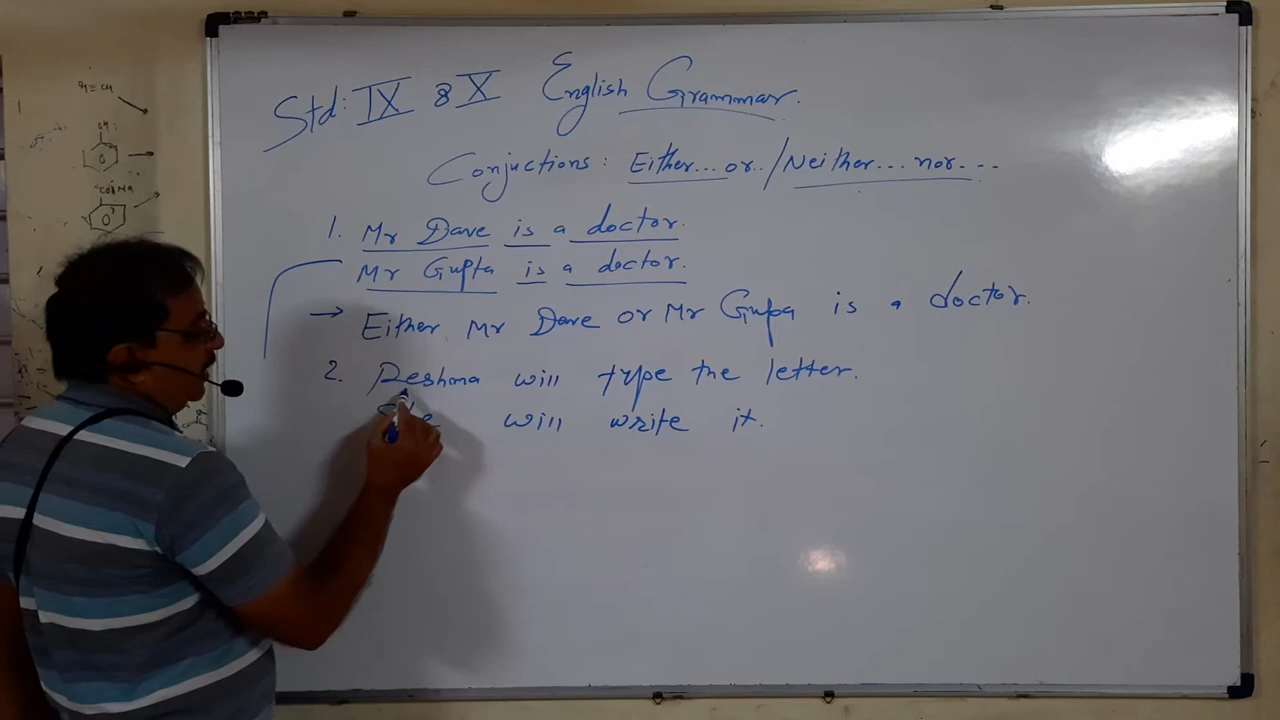 Std: IX & X English Grammar.
Conjuctions: Either...or../Neither...nor...
1. Mr Dave is a doctor.
Mr Gupta is a doctor.
→ Either Mr Dave or Mr Gupa is a doctor.
2. Reshma will type the letter.
will write it.